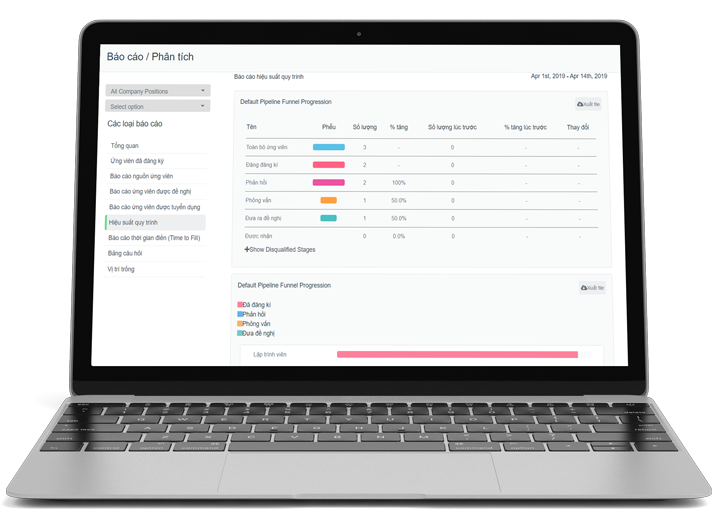 Báo cáo / Phân tích
All Company Positions
Select option
Các loại báo cáo
Tổng quan
Ứng viên đã đăng ký
Báo cáo nguồn ứng viên
Báo cáo ứng viên được đề nghị
Báo cáo ứng viên được tuyển dụng
Hiệu suất quy trình
Báo cáo thời gian điền (Time to Fill)
Bảng câu hỏi
Vị trí trống
Báo cáo hiệu suất quy trình Apr 1st, 2019 - Apr 14th, 2019
Default Pipeline Funnel Progression Xuất file
Tên Phễu Số lượng % tăng Số lượng lúc trước % tăng lúc trước Thay đổi
Toàn bô ứng viên 3 - 0 - -
Đăng đăng kí 2 - 0 - -
Phản hồi 2 100% 0 - -
Phỏng vấn 1 50.0% 0 - -
Đưa ra đề nghị 1 50.0% 0 - -
Được nhận 0 0.0% 0 - -
+Show Disqualified Stages
Default Pipeline Funnel Progression Xuất file
Đã đăng kí
Phản hồi
Phỏng vấn
Đưa đề nghị
Lập trình viên